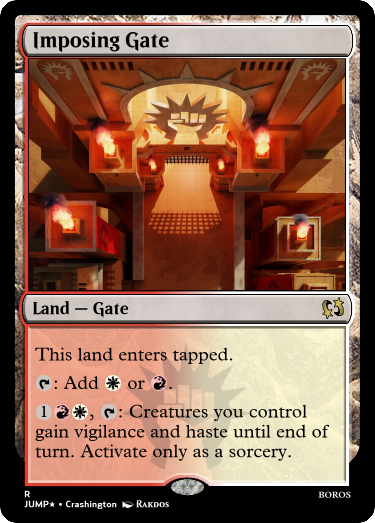 Imposing Gate
Land — Gate
This land enters tapped.
: Add or .
1, : Creatures you control
gain vigilance and haste until end of
turn. Activate only as a sorcery.
R
BOROS
JUMP★ • Crashington Rakdos